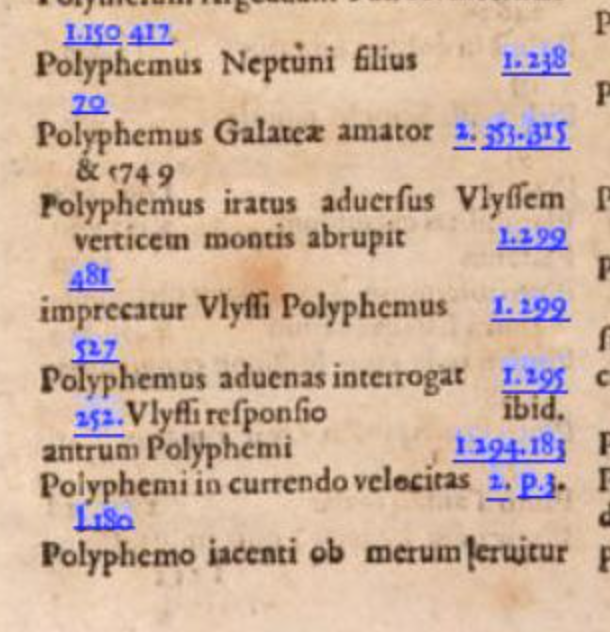 1.150 417
Polyphemus Neptùni filius 1. 238
70
Polyphemus Galateæ amator 2. 353.315
& 574 9
Polyphemus iratus aduerſus Vlyſſem
verticem montis abrupit 1.299
481
imprecatur Vlyſſi Polyphemus 1. 299
527
Polyphemus aduenas interrogat 1.295
252. Vlyſſi reſponſio ibid.
antrum Polyphemi 1 294.183
Polyphemi in currendo velocitas 2. p.3.
l.180
Polyphemo iacenti ob merum ſeruitur